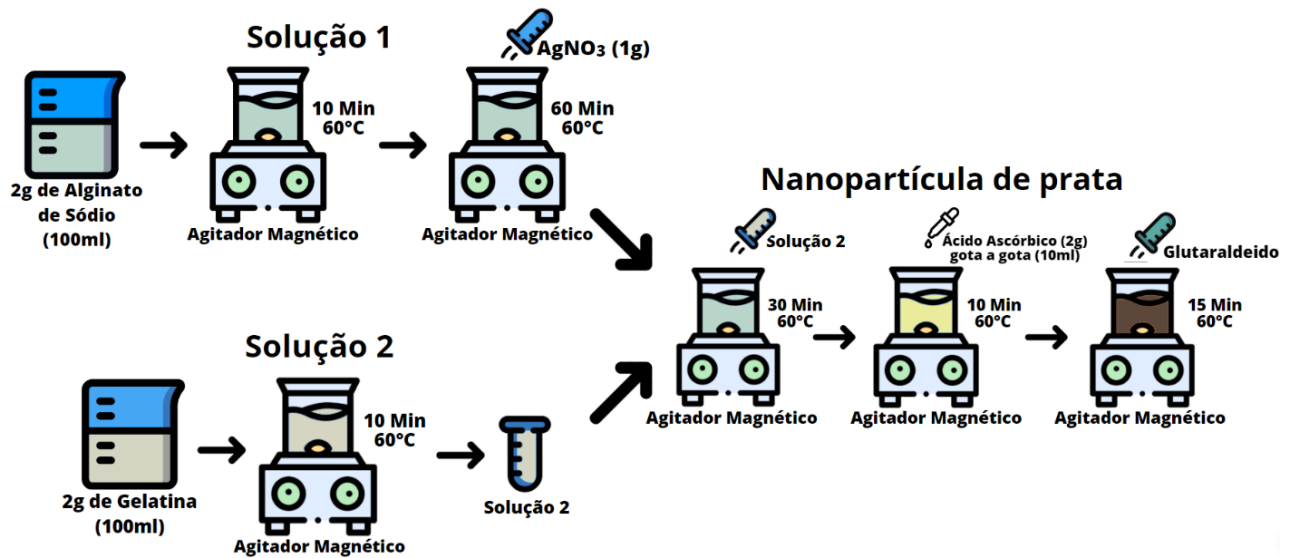 Solução 1
AgNO₃ (1g)
10 Min
60°C
60 Min
60°C
2g de Alginato
de Sódio
(100ml)
Agitador Magnético
Agitador Magnético
Nanopartícula de prata
Solução 2
Ácido Ascórbico (2g)
gota a gota (10ml)
Glutaraldeido
30 Min
60°C
10 Min
60°C
15 Min
60°C
Agitador Magnético
Agitador Magnético
Agitador Magnético
Solução 2
10 Min
60°C
2g de Gelatina
(100ml)
Solução 2
Agitador Magnético